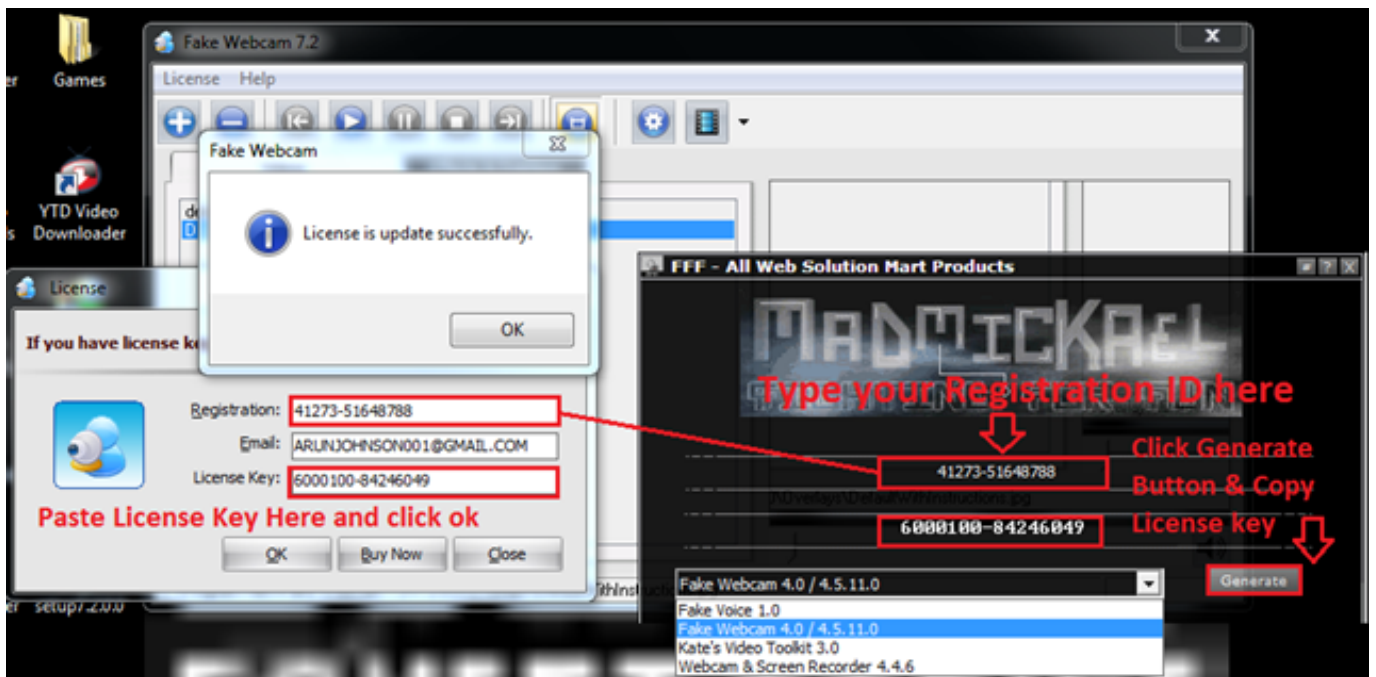 Games
YTD Video
Downloader
Fake Webcam 7.2
License Help
Fake Webcam
License is update successfully.
OK
License
If you have license
Registration: 41273-51648788
Email: ARUNJOHNSON001@GMAIL.COM
License Key: 6000100-84246049
Paste License Key Here and click ok
OK Buy Now Close
FFF - All Web Solution Mart Products
MADMICKAEL
Type your Registration ID here
41273-51648788
Click Generate
Button & Copy
License key
6000100-84246049
Generate
Fake Webcam 4.0 / 4.5.11.0
Fake Voice 1.0
Fake Webcam 4.0 / 4.5.11.0
Kate's Video Toolkit 3.0
Webcam & Screen Recorder 4.4.6